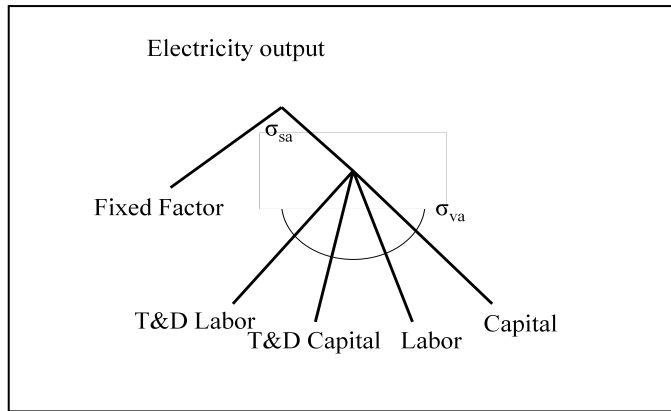 Electricity output
σsa
Fixed Factor
σva
T&D Labor
T&D Capital
Labor
Capital